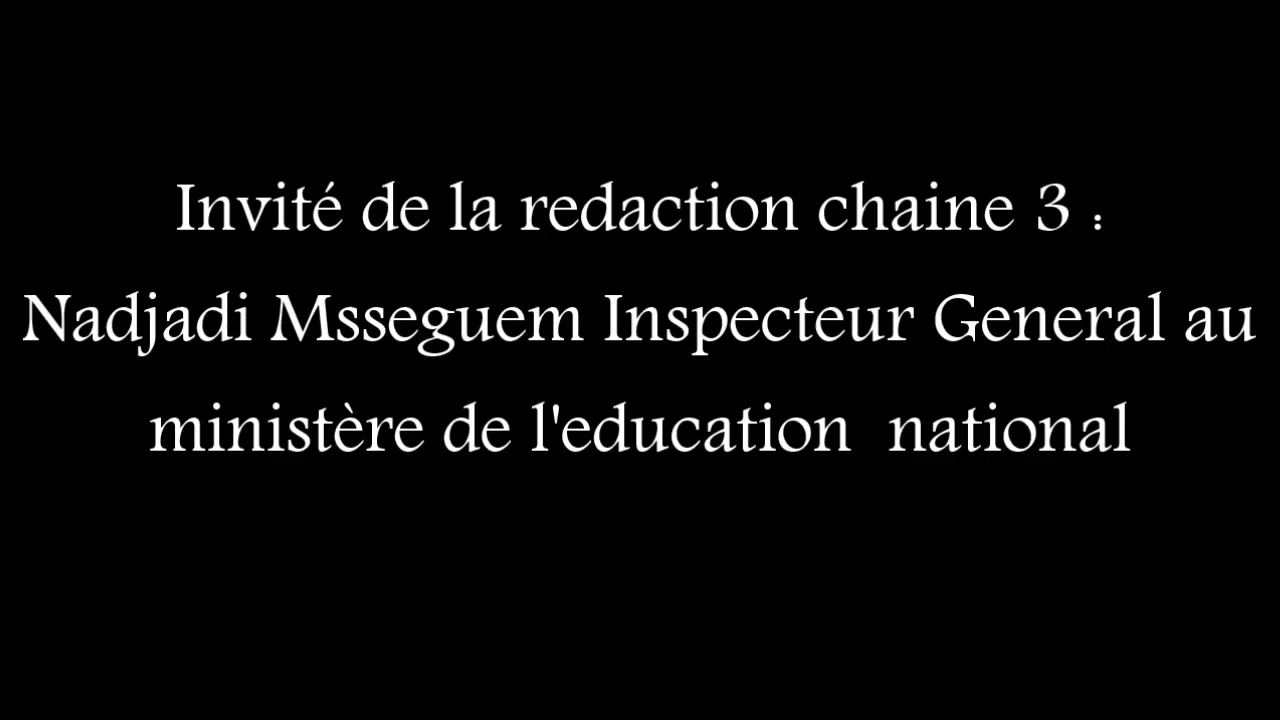 Invité de la redaction chaine 3 :
Nadjadi Msseguem Inspecteur General au
ministère de l'education national